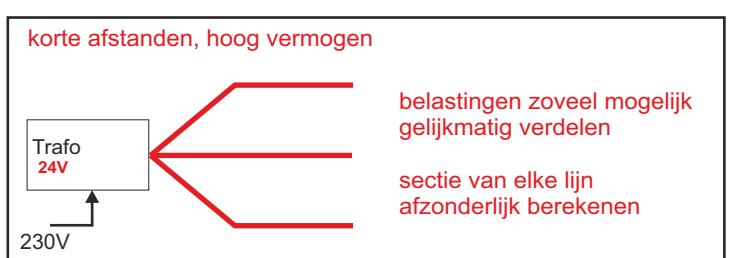 korte afstanden, hoog vermogen
belastingen zoveel mogelijk
gelijkmatig verdelen
Trafo
24V
sectie van elke lijn
afzonderlijk berekenen
230V